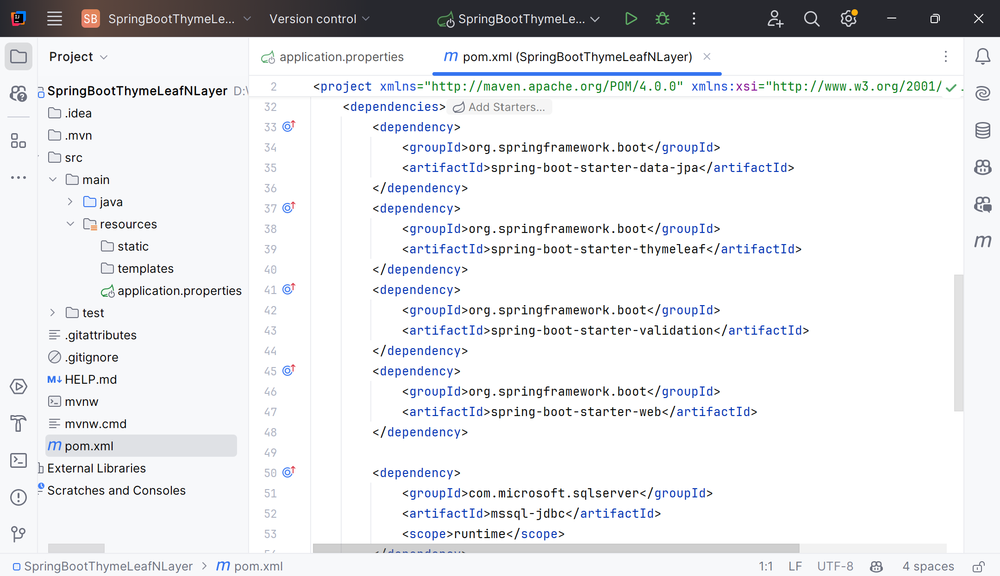 SB SpringBootThymeLe... Version control SpringBootThymeLe...
Project
application.properties
pom.xml (SpringBootThymeLeafNLayer)
SpringBootThymeLeafNLayer D:\
.idea
.mvn
src
main
java
resources
static
templates
application.properties
test
.gitattributes
.gitignore
HELP.md
mvnw
mvnw.cmd
pom.xml
External Libraries
Scratches and Consoles
2 <project xmlns="http://maven.apache.org/POM/4.0.0" xmlns:xsi="http://www.w3.org/2001/
32 <dependencies> Add Starters...
33 <dependency>
34 <groupId>org.springframework.boot</groupId>
35 <artifactId>spring-boot-starter-data-jpa</artifactId>
36 </dependency>
37 <dependency>
38 <groupId>org.springframework.boot</groupId>
39 <artifactId>spring-boot-starter-thymeleaf</artifactId>
40 </dependency>
41 <dependency>
42 <groupId>org.springframework.boot</groupId>
43 <artifactId>spring-boot-starter-validation</artifactId>
44 </dependency>
45 <dependency>
46 <groupId>org.springframework.boot</groupId>
47 <artifactId>spring-boot-starter-web</artifactId>
48 </dependency>
49
50 <dependency>
51 <groupId>com.microsoft.sqlserver</groupId>
52 <artifactId>mssql-jdbc</artifactId>
53 <scope>runtime</scope>
SpringBootThymeLeafNLayer > pom.xml
1:1 LF UTF-8 4 spaces